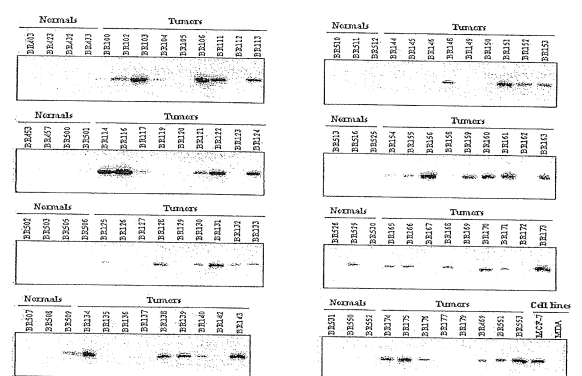 Normals Tumors
BR403 BR423 BR432 BR433 BR100 BR102 BR103 BR104 BR105 BR106 BR111 BR112 BR113
Normals Tumors
BR510 BR511 BR512 BR144 BR145 BR146 BR148 BR149 BR150 BR151 BR152 BR153
Normals Tumors
BR453 BR457 BR500 BR501 BR114 BR116 BR117 BR119 BR120 BR121 BR122 BR123 BR124
Normals Tumors
BR513 BR516 BR525 BR154 BR155 BR156 BR158 BR159 BR160 BR161 BR162 BR163
Normals Tumors
BR502 BR503 BR505 BR506 BR125 BR126 BR127 BR128 BR129 BR130 BR131 BR132 BR133
Normals Tumors
BR526 BR529 BR530 BR165 BR166 BR167 BR168 BR169 BR170 BR171 BR172 BR173
Normals Tumors
BR507 BR508 BR509 BR134 BR135 BR136 BR137 BR138 BR139 BR140 BR142 BR143
Normals Tumors Cell lines
BR531 BR550 BR552 BR174 BR175 BR176 BR177 BR179 BR469 BR551 BR553 MCF-7 MDA